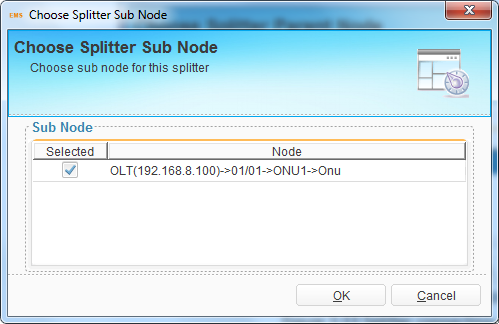 EMS Choose Splitter Sub Node
Choose Splitter Sub Node
Choose sub node for this splitter
Sub Node
Selected Node
OLT(192.168.8.100)->01/01->ONU1->Onu
OK Cancel